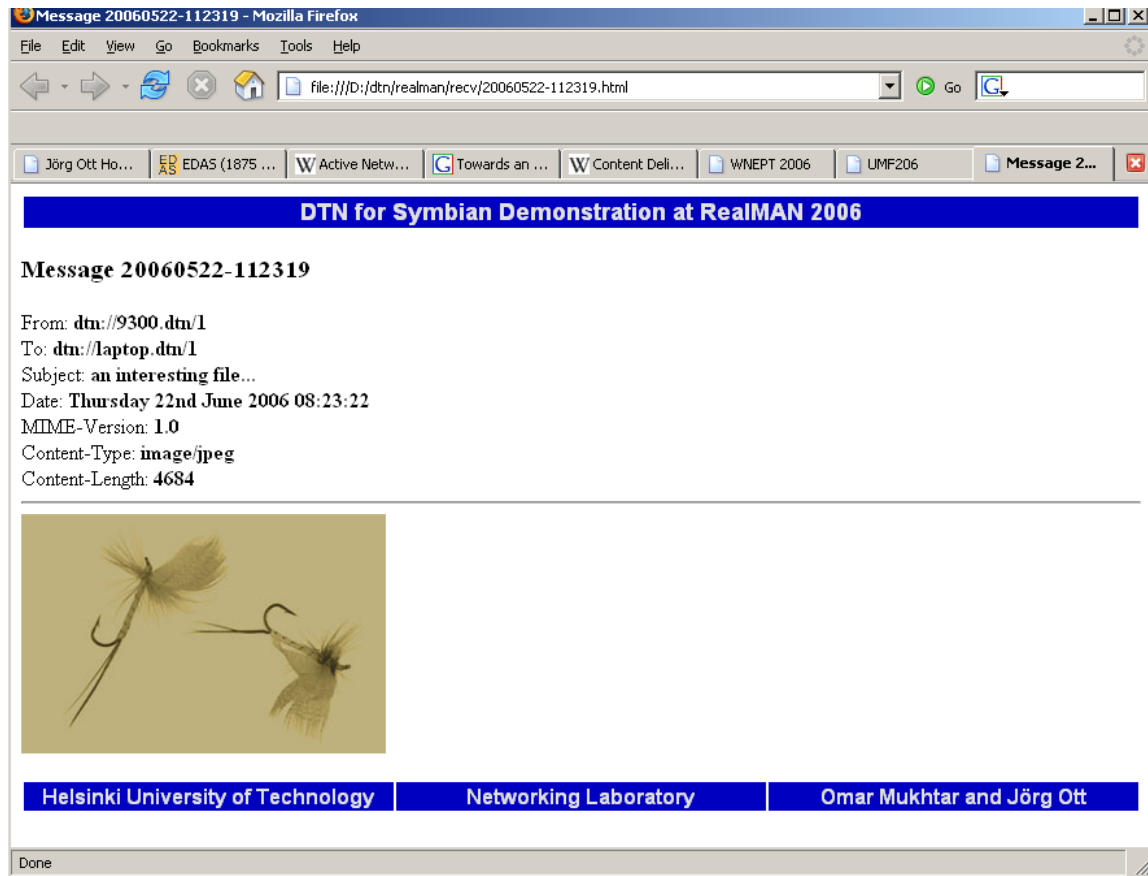 Message 20060522-112319 - Mozilla Firefox
File Edit View Go Bookmarks Tools Help
file:///D:/dtn/realman/recv/20060522-112319.html Go G
Jörg Ott Ho... ED AS EDAS (1875 ... W Active Netw... G Towards an ... W Content Deli... WNEPT 2006 UMF206 Message 2...
DTN for Symbian Demonstration at RealMAN 2006
Message 20060522-112319
From: dtn://9300.dtn/1
To: dtn://laptop.dtn/1
Subject: an interesting file...
Date: Thursday 22nd June 2006 08:23:22
MIME-Version: 1.0
Content-Type: image/jpeg
Content-Length: 4684
Helsinki University of Technology Networking Laboratory Omar Mukhtar and Jörg Ott
Done